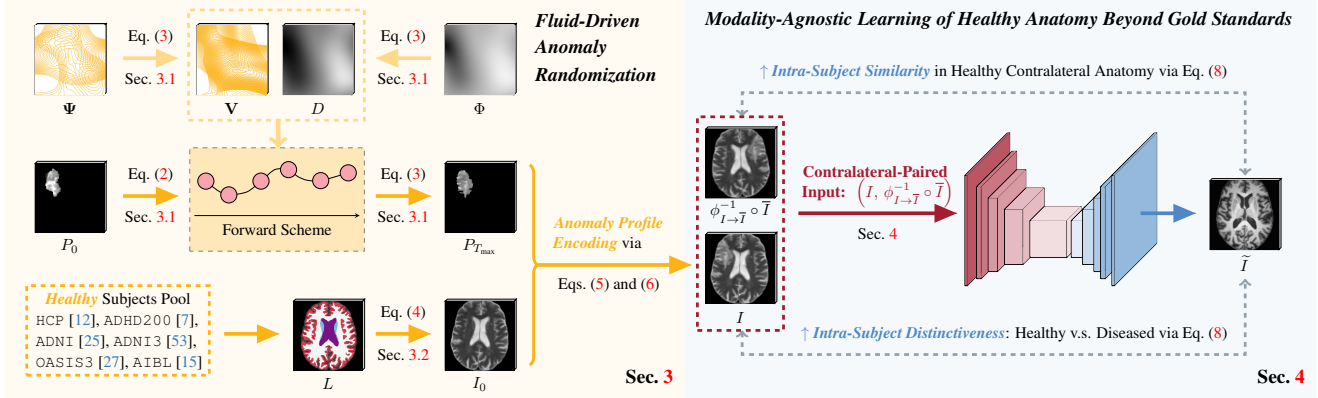 Fluid-Driven
Anomaly
Randomization
Eq. (3)
Sec. 3.1
Eq. (3)
Sec. 3.1
Ψ
V
D
Φ
Eq. (2)
Sec. 3.1
Forward Scheme
Eq. (3)
Sec. 3.1
P_0
P_{T_max}
Anomaly Profile
Encoding via
Eqs. (5) and (6)
Healthy Subjects Pool
HCP [12], ADHD200 [7],
ADNI [25], ADNI3 [53],
OASIS3 [27], AIBL [15]
Eq. (4)
Sec. 3.2
L
I_0
Sec. 3
Modality-Agnostic Learning of Healthy Anatomy Beyond Gold Standards
↑ Intra-Subject Similarity in Healthy Contralateral Anatomy via Eq. (8)
ϕ^{-1}_{I→Ī} ∘ Ī
I
Contralateral-Paired
Input: (I, ϕ^{-1}_{I→Ī} ∘ Ī)
Sec. 4
Ĩ
↑ Intra-Subject Distinctiveness: Healthy v.s. Diseased via Eq. (8)
Sec. 4